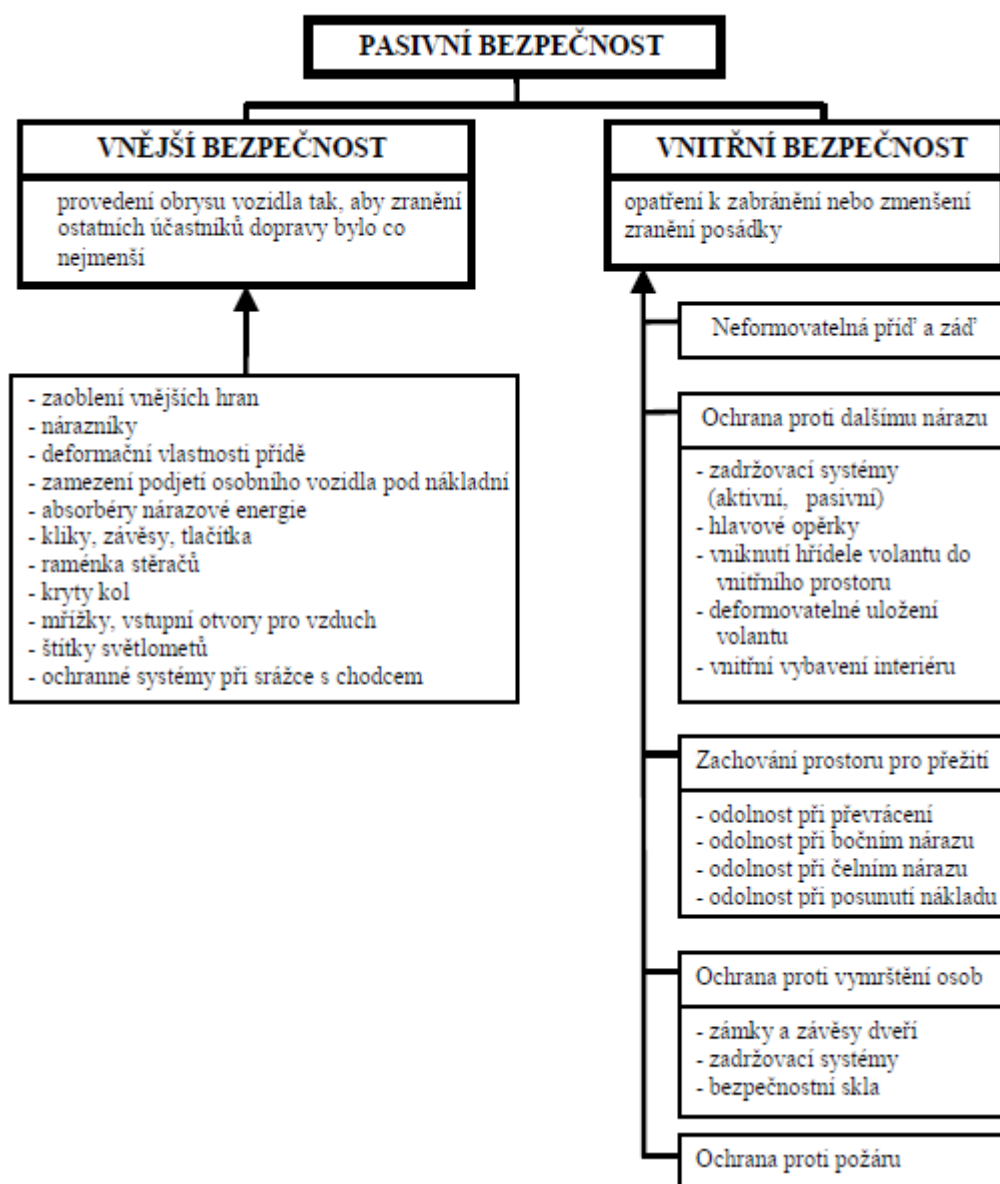 PASIVNÍ BEZPEČNOST
VNĚJŠÍ BEZPEČNOST
provedení obrysu vozidla tak, aby zranění
ostatních účastníků dopravy bylo co
nejmenší
- zaoblení vnějších hran
- nárazníky
- deformační vlastnosti přídě
- zamezení podjetí osobního vozidla pod nákladní
- absorbéry nárazové energie
- kliky, závěsy, tlačítka
- raménka stěračů
- kryty kol
- mřížky, vstupní otvory pro vzduch
- štítky světlometů
- ochranné systémy při srážce s chodcem
VNITŘNÍ BEZPEČNOST
opatření k zabránění nebo zmenšení
zranění posádky
Neformovatelná příď a záď
Ochrana proti dalšímu nárazu
- zadržovací systémy
(aktivní, pasivní)
- hlavové opěrky
- vniknutí hřídele volantu do
vnitřního prostoru
- deformovatelné uložení
volantu
- vnitřní vybavení interiéru
Zachování prostoru pro přežití
- odolnost při převrácení
- odolnost při bočním nárazu
- odolnost při čelním nárazu
- odolnost při posunutí nákladu
Ochrana proti vymrštění osob
- zámky a závěsy dveří
- zadržovací systémy
- bezpečnostní skla
Ochrana proti požáru